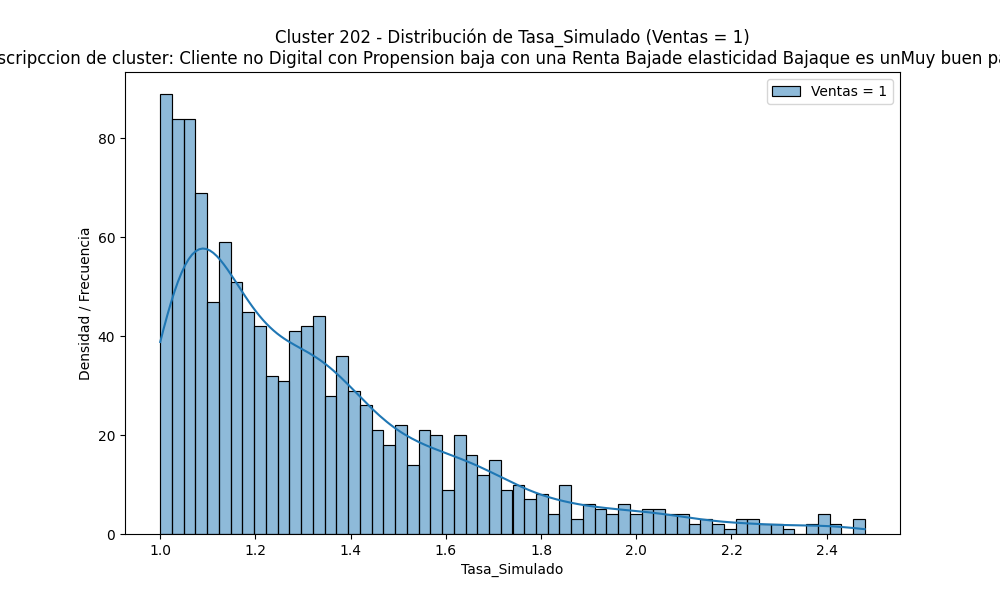 Cluster 202 - Distribución de Tasa_Simulado (Ventas = 1)
scripccion de cluster: Cliente no Digital con Propension baja con una Renta Bajade elasticidad Bajaque es unMuy buen pa
Ventas = 1
Densidad / Frecuencia
80
60
40
20
0
1.0 1.2 1.4 1.6 1.8 2.0 2.2 2.4
Tasa_Simulado